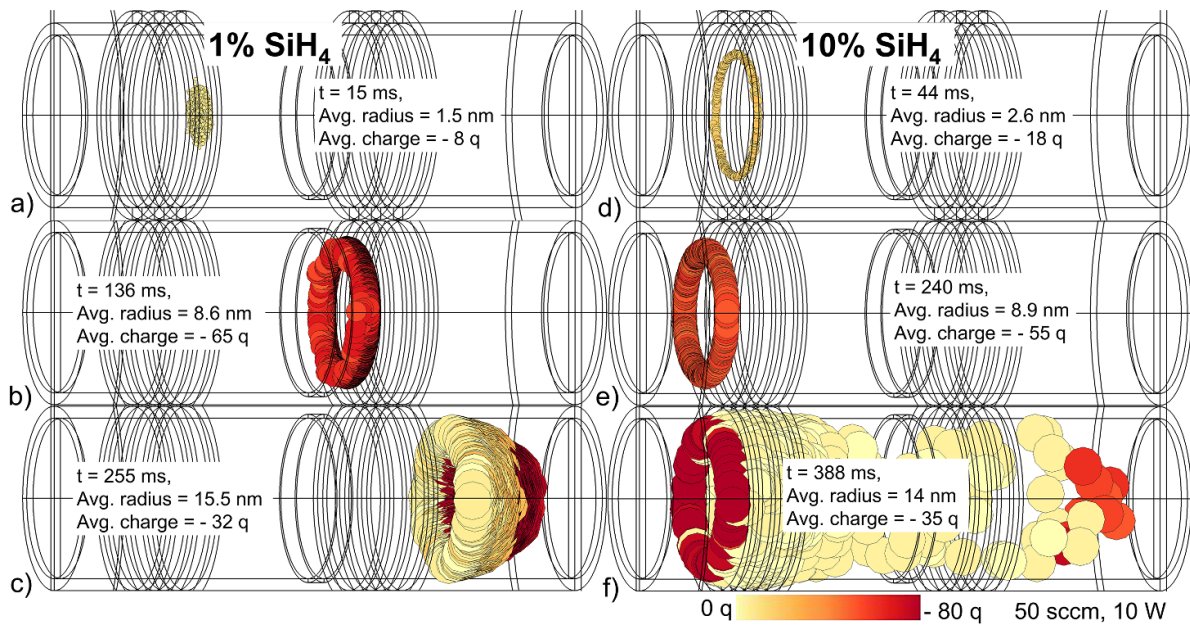 1% SiH4
t = 15 ms,
Avg. radius = 1.5 nm
Avg. charge = - 8 q
a)
t = 136 ms,
Avg. radius = 8.6 nm
Avg. charge = - 65 q
b)
t = 255 ms,
Avg. radius = 15.5 nm
Avg. charge = - 32 q
c)
10% SiH4
t = 44 ms,
Avg. radius = 2.6 nm
Avg. charge = - 18 q
d)
t = 240 ms,
Avg. radius = 8.9 nm
Avg. charge = - 55 q
e)
t = 388 ms,
Avg. radius = 14 nm
Avg. charge = - 35 q
f)
0 q - 80 q 50 sccm, 10 W